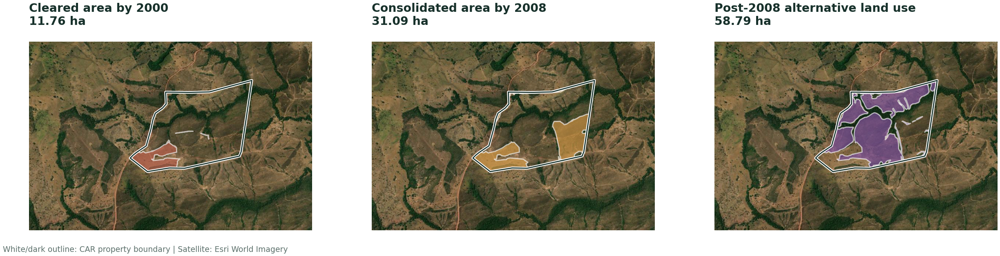 Cleared area by 2000
11.76 ha
Consolidated area by 2008
31.09 ha
Post-2008 alternative land use
58.79 ha
White/dark outline: CAR property boundary | Satellite: Esri World Imagery